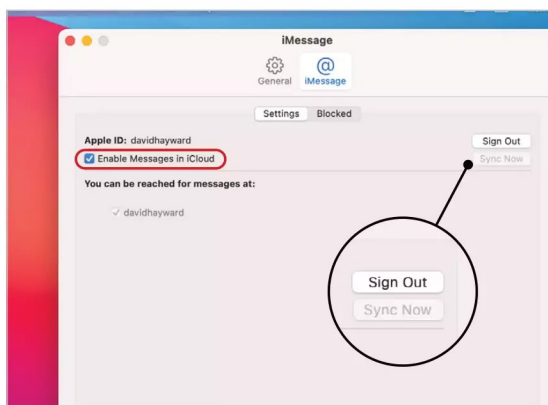 iMessage
General iMessage
Settings Blocked
Apple ID: davidhayward Sign Out
Enable Messages in iCloud Sync Now
You can be reached for messages at:
davidhayward
Sign Out
Sync Now